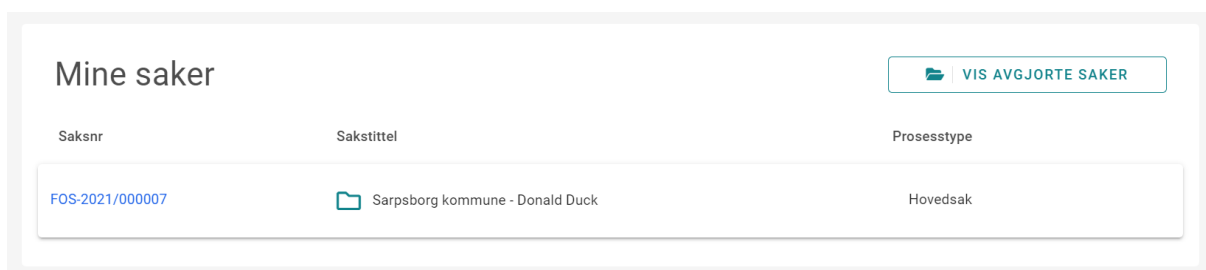 Mine saker
VIS AVGJORTE SAKER
Saksnr Sakstittel Prosesstype
FOS-2021/000007 Sarpsborg kommune - Donald Duck Hovedsak